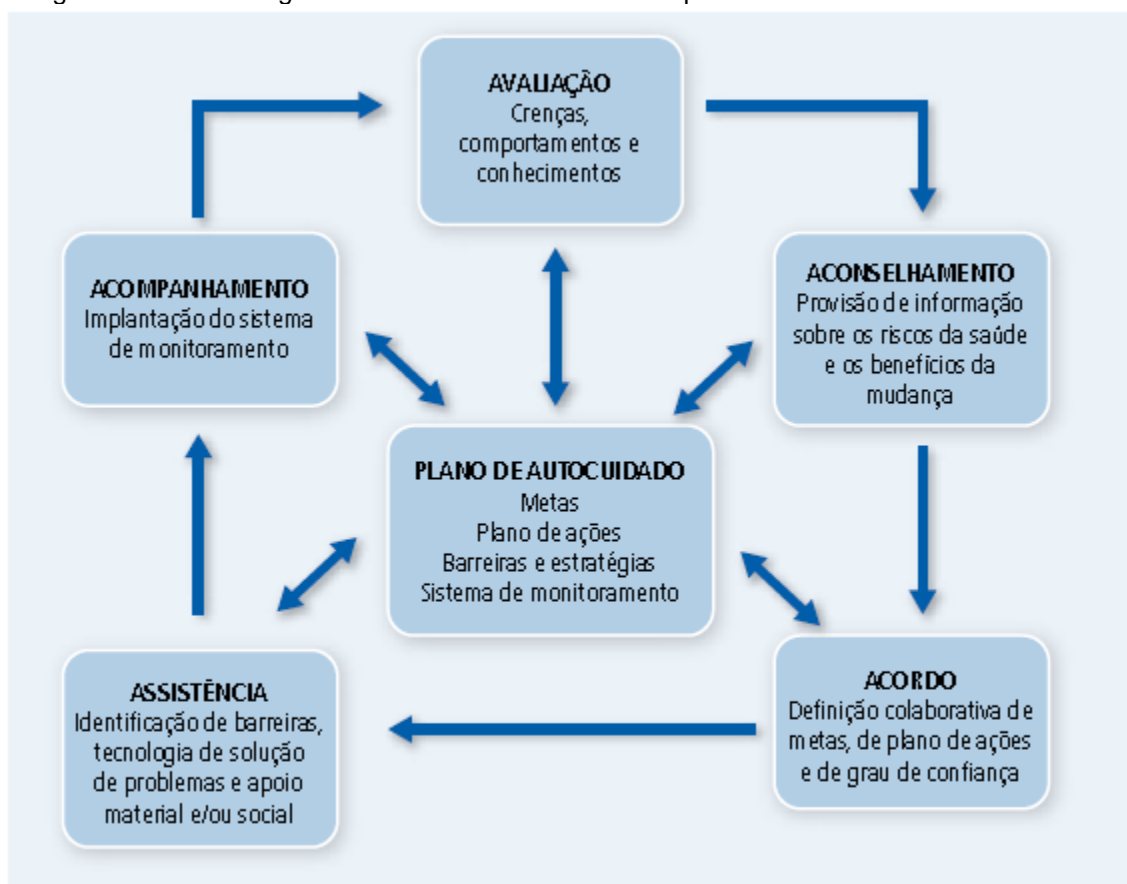 AVALIAÇÃO
Crenças,
comportamentos e
conhecimentos
ACOMPANHAMENTO
Implantação do sistema
de monitoramento
ACONSELHAMENTO
Provisão de informação
sobre os riscos da saúde
e os benefícios da
mudança
PLANO DE AUTOCUIDADO
Metas
Plano de ações
Barreiras e estratégias
Sistema de monitoramento
ASSISTÊNCIA
Identificação de barreiras,
tecnologia de solução
de problemas e apoio
material e/ou social
ACORDO
Definição colaborativa de
metas, de plano de ações
e de grau de confiança